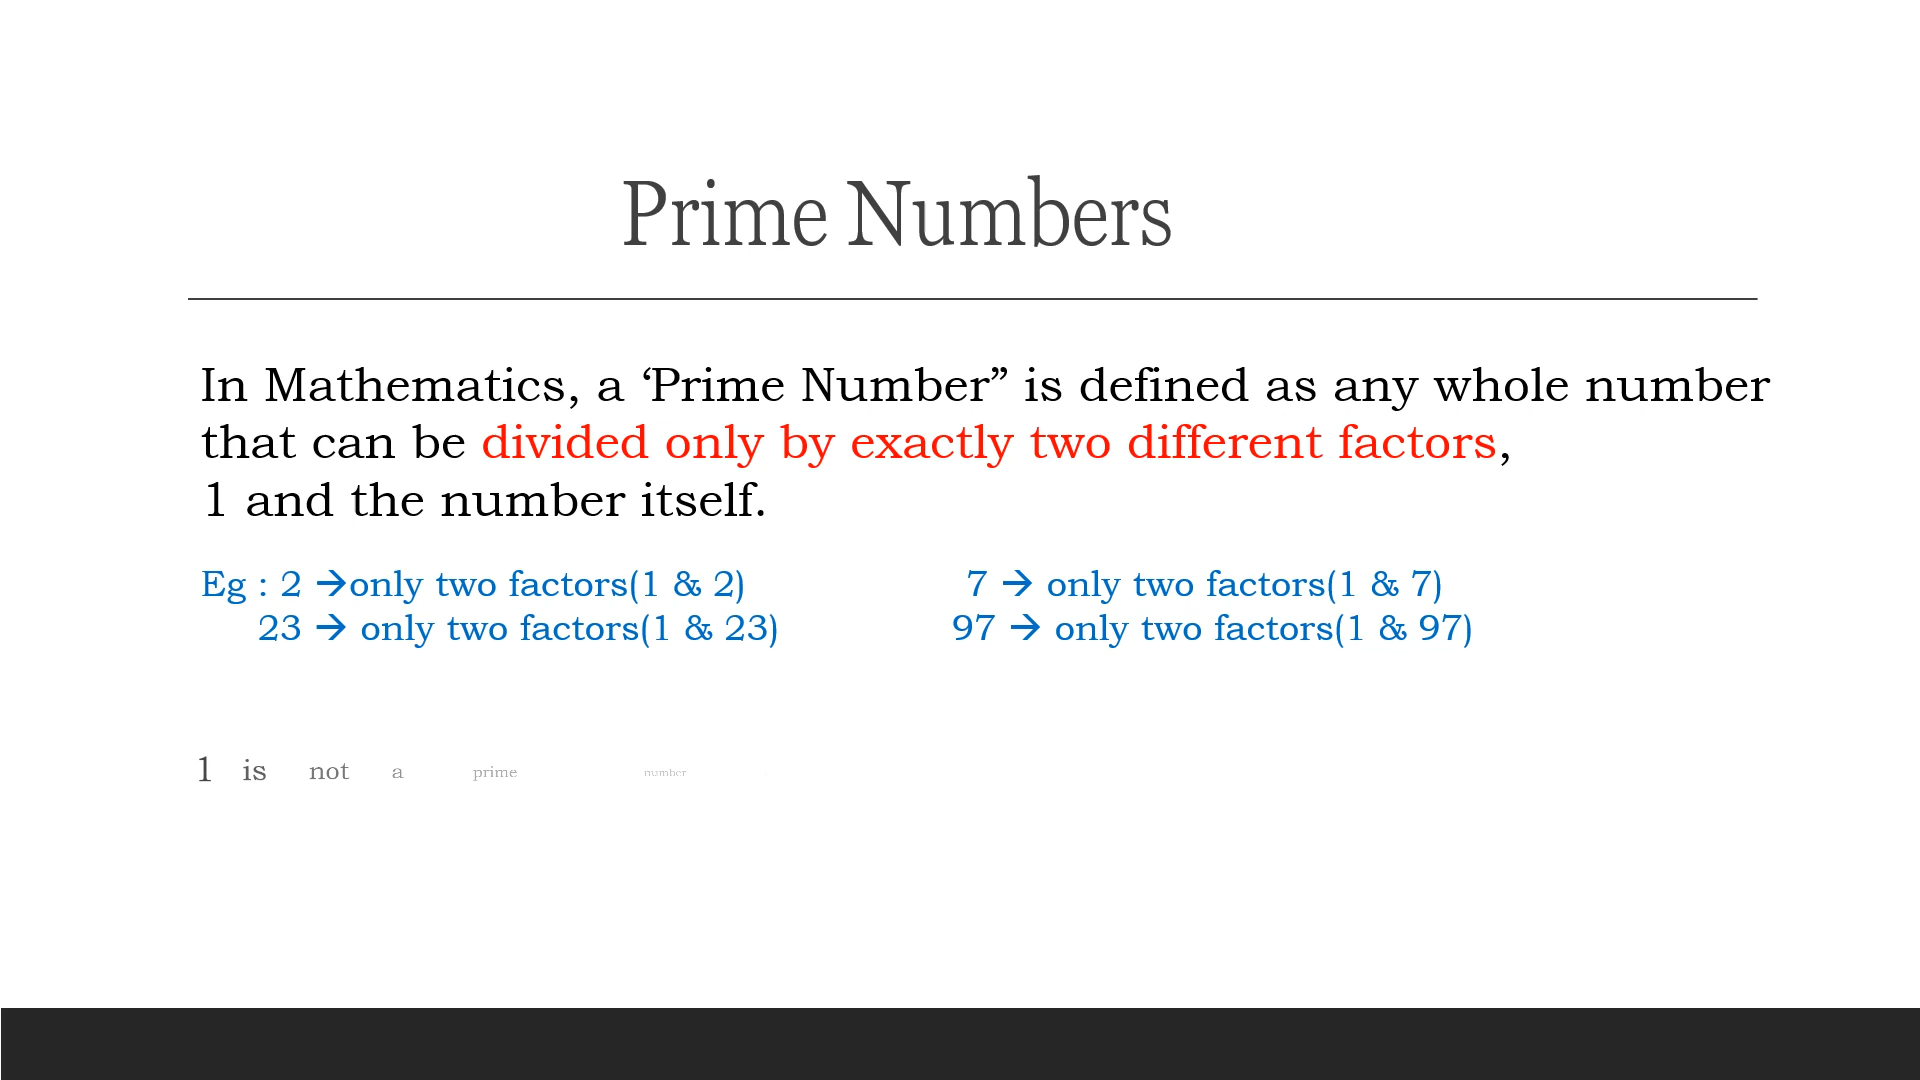 Prime Numbers
In Mathematics, a ‘Prime Number” is defined as any whole number
that can be divided only by exactly two different factors,
1 and the number itself.
Eg : 2 →only two factors(1 & 2) 7 → only two factors(1 & 7)
23 → only two factors(1 & 23) 97 → only two factors(1 & 97)
1 is not a prime number